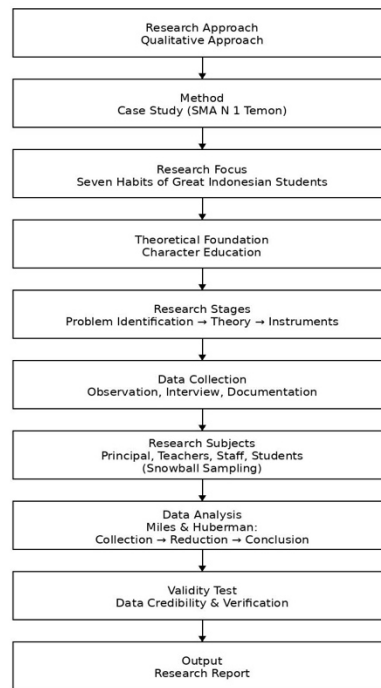 Research Approach
Qualitative Approach
Method
Case Study (SMA N 1 Temon)
Research Focus
Seven Habits of Great Indonesian Students
Theoretical Foundation
Character Education
Research Stages
Problem Identification → Theory → Instruments
Data Collection
Observation, Interview, Documentation
Research Subjects
Principal, Teachers, Staff, Students
(Snowball Sampling)
Data Analysis
Miles & Huberman:
Collection → Reduction → Conclusion
Validity Test
Data Credibility & Verification
Output
Research Report